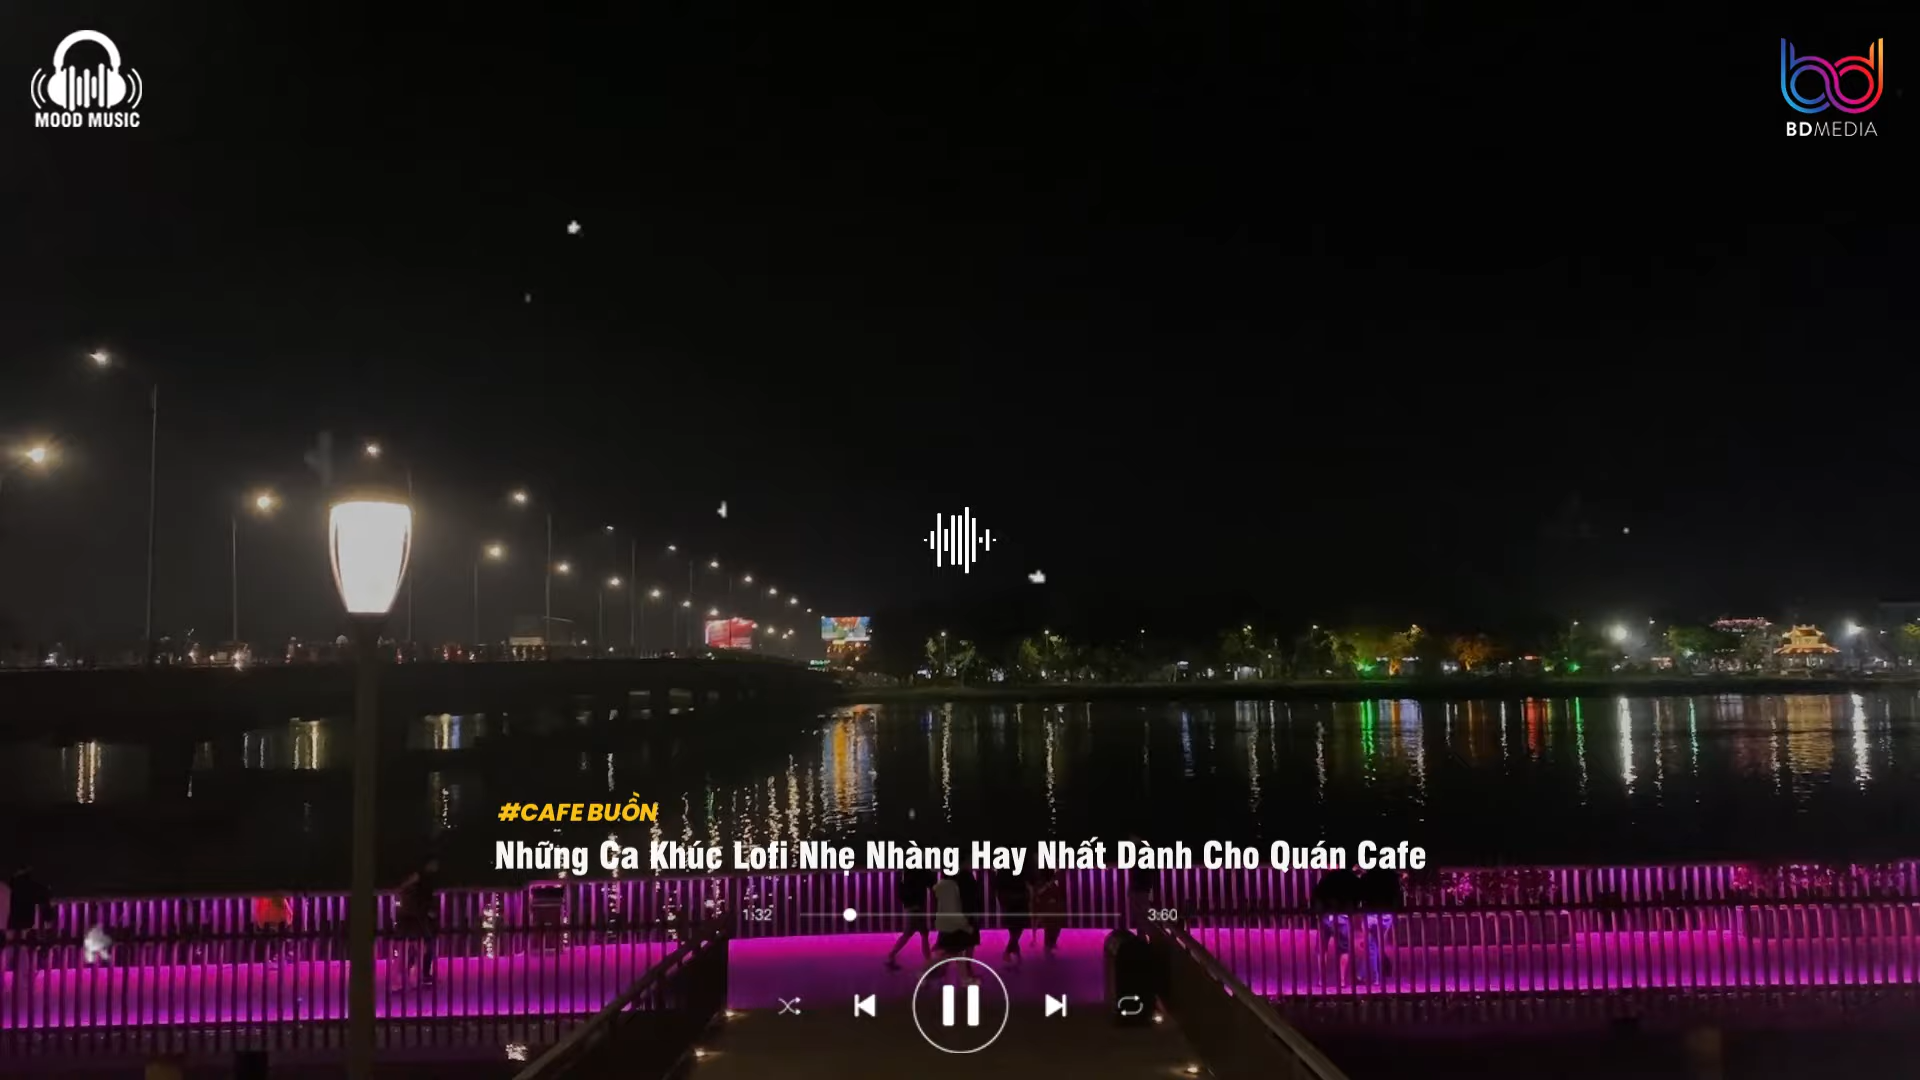 MOOD MUSIC
BDMEDIA
#CAFE BUỒN
Những Ca Khúc Lofi Nhẹ Nhàng Hay Nhất Dành Cho Quán Cafe
1:32
3:60